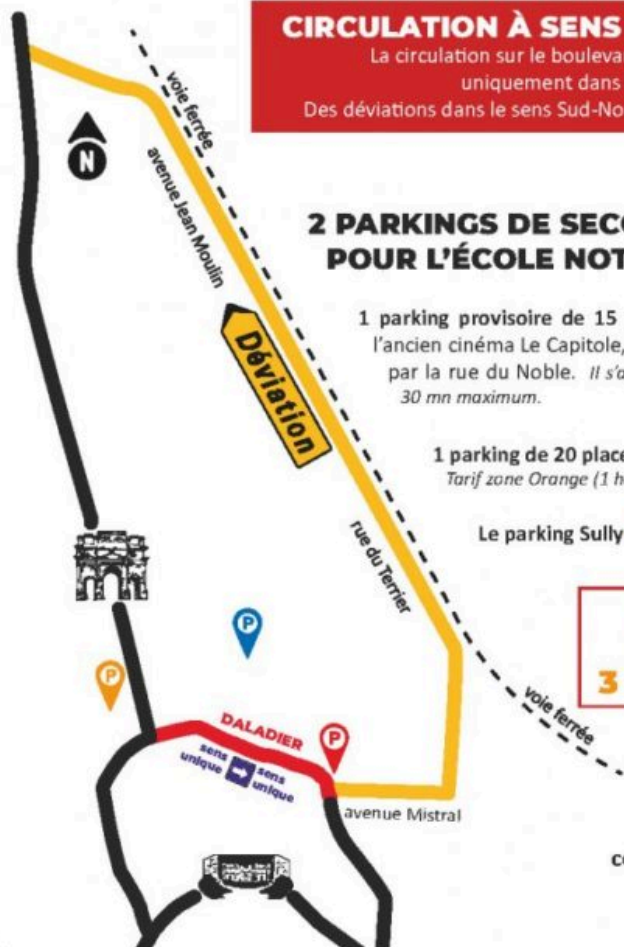 CIRCULATION À SENS
La circulation sur le boulevar
uniquement dans
Des déviations dans le sens Sud-No
voie ferrée
N
avenue Jean Moulin
2 PARKINGS DE SECO
POUR L'ÉCOLE NOT
1 parking provisoire de 15
l'ancien cinéma Le Capitole,
par la rue du Noble. Il s'a
30 mn maximum.
Déviation
1 parking de 20 place
Tarif zone Orange (1 h
rue du Terrier
Le parking Sully
P
P
3
voie ferrée
DALADIER
P
sens unique
sens unique
avenue Mistral
c